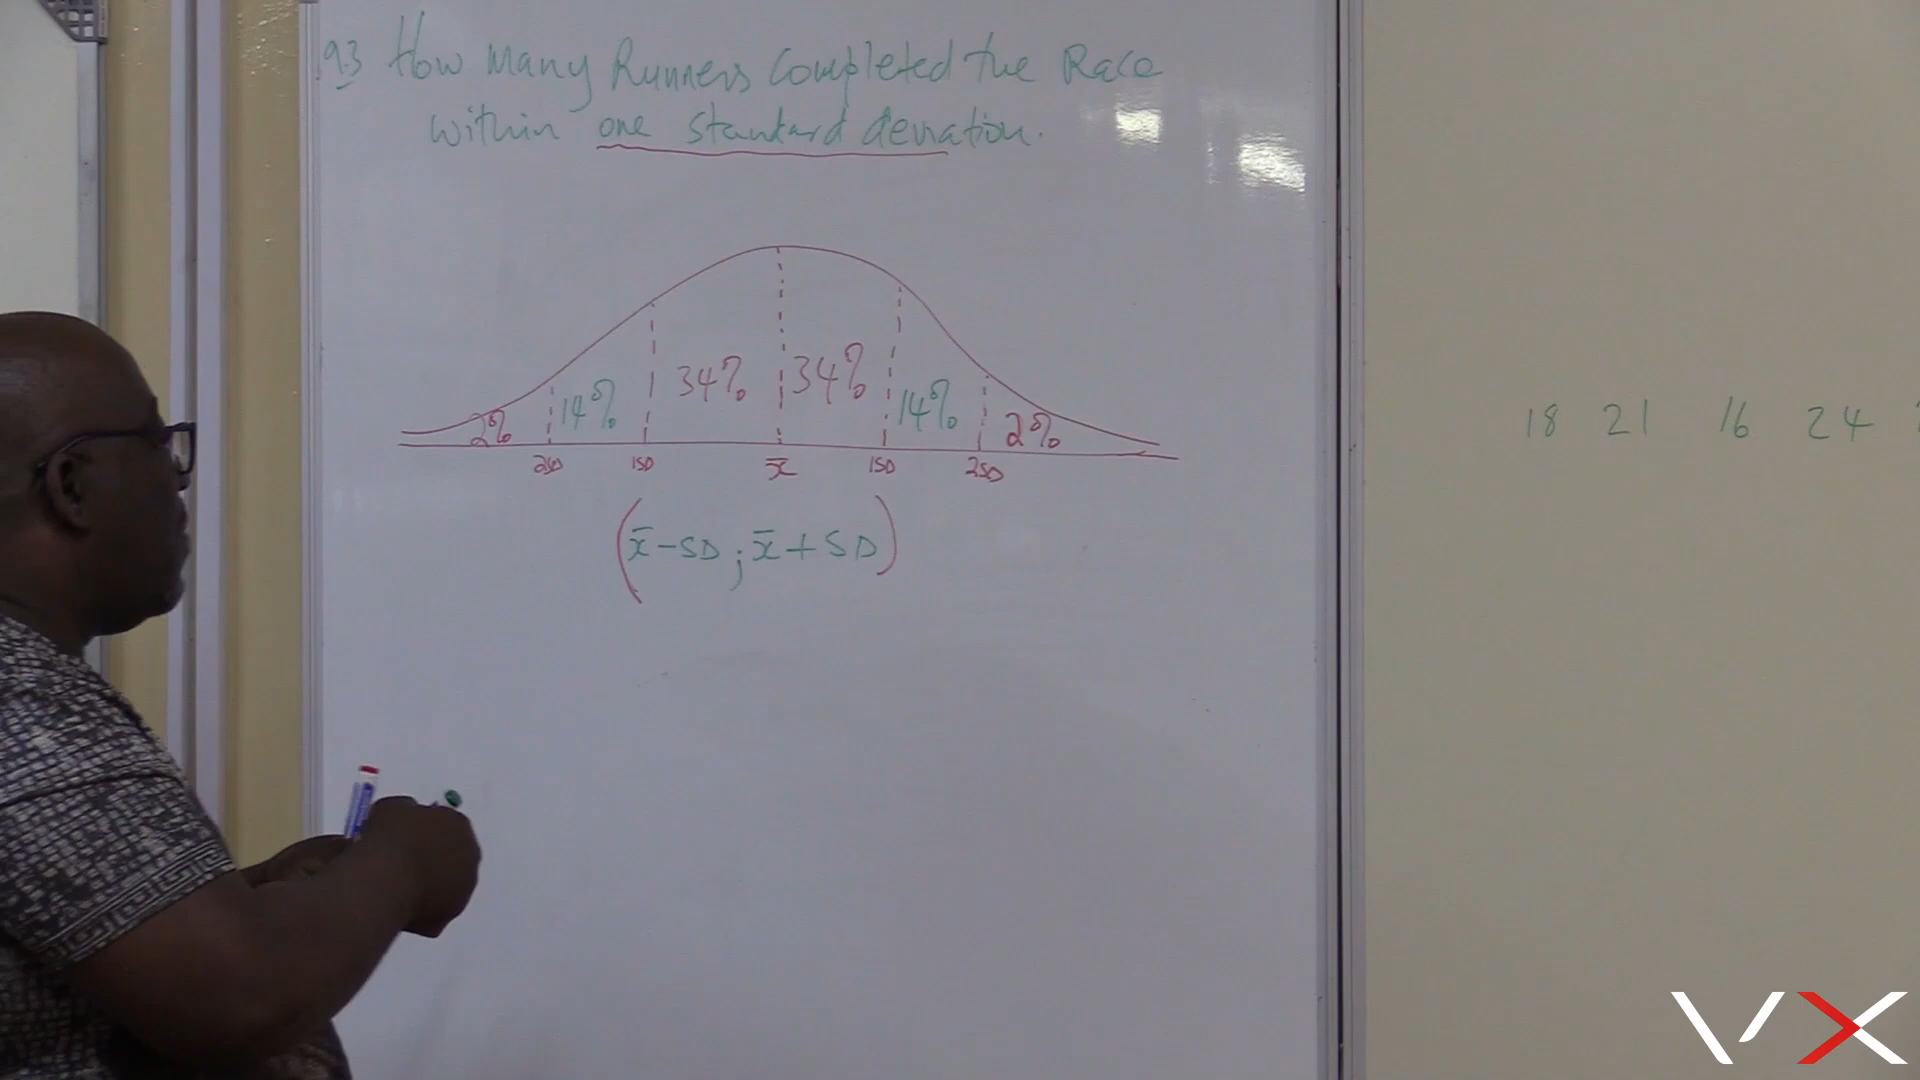 9.3 How Many Runners Completed the Race
within one standard deviation.
2% 14% 34% 34% 14% 2%
2SD 1SD x̄ 1SD 2SD
(x̄-SD ; x̄+SD)
18 21 16 24
VX